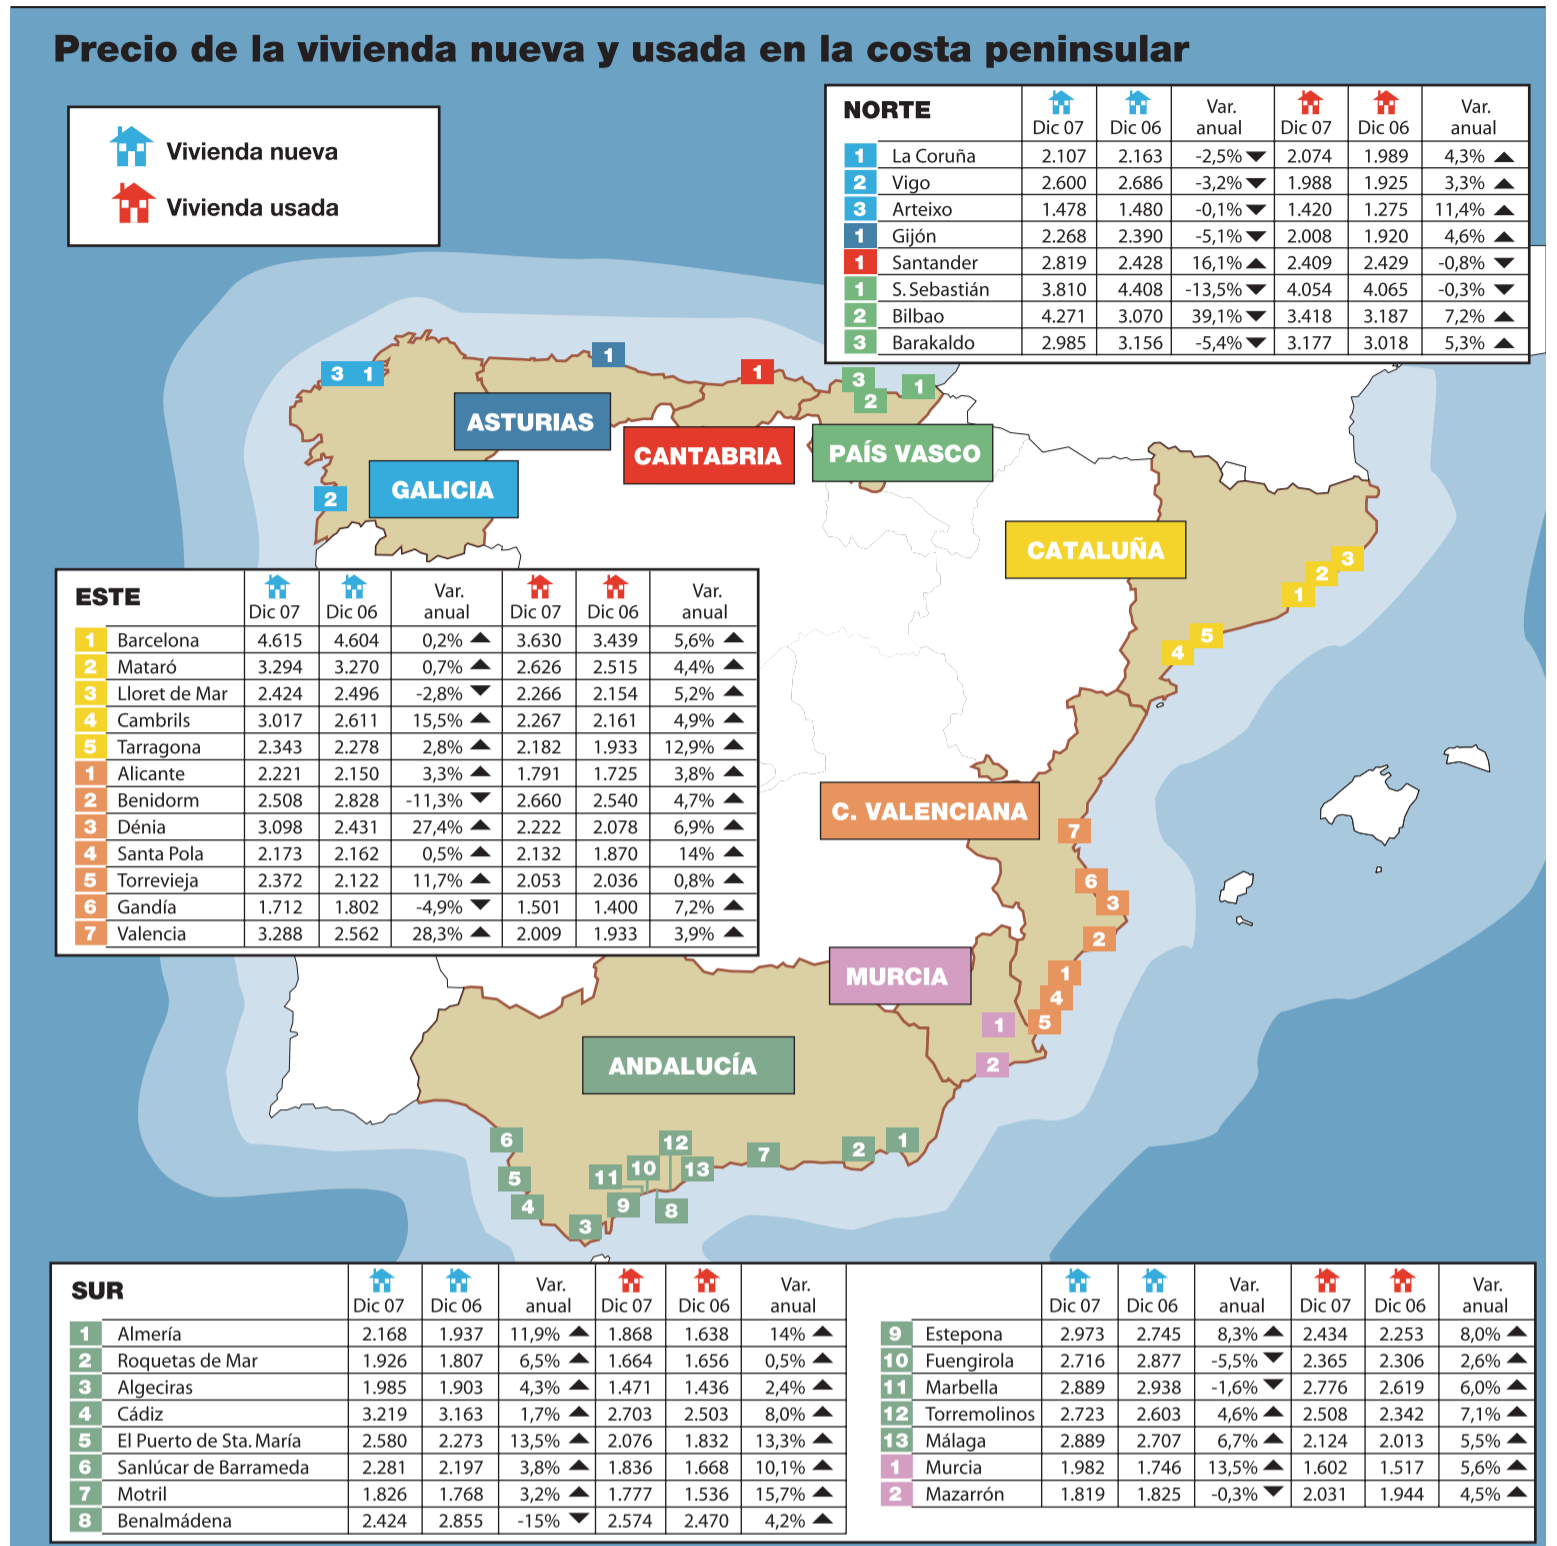 Precio de la vivienda nueva y usada en la costa peninsular
Vivienda nueva
Vivienda usada
NORTE Dic 07 Dic 06 Var. anual Dic 07 Dic 06 Var. anual
1 La Coruña 2.107 2.163 -2,5% 2.074 1.989 4,3%
2 Vigo 2.600 2.686 -3,2% 1.988 1.925 3,3%
3 Arteixo 1.478 1.480 -0,1% 1.420 1.275 11,4%
1 Gijón 2.268 2.390 -5,1% 2.008 1.920 4,6%
1 Santander 2.819 2.428 16,1% 2.409 2.429 -0,8%
1 S. Sebastián 3.810 4.408 -13,5% 4.054 4.065 -0,3%
2 Bilbao 4.271 3.070 39,1% 3.418 3.187 7,2%
3 Barakaldo 2.985 3.156 -5,4% 3.177 3.018 5,3%
3 1
1
1
3
2
1
ASTURIAS
CANTABRIA
PAÍS VASCO
GALICIA
2
CATALUÑA
3
2
1
5
4
ESTE Dic 07 Dic 06 Var. anual Dic 07 Dic 06 Var. anual
1 Barcelona 4.615 4.604 0,2% 3.630 3.439 5,6%
2 Mataró 3.294 3.270 0,7% 2.626 2.515 4,4%
3 Lloret de Mar 2.424 2.496 -2,8% 2.266 2.154 5,2%
4 Cambrils 3.017 2.611 15,5% 2.267 2.161 4,9%
5 Tarragona 2.343 2.278 2,8% 2.182 1.933 12,9%
1 Alicante 2.221 2.150 3,3% 1.791 1.725 3,8%
2 Benidorm 2.508 2.828 -11,3% 2.660 2.540 4,7%
3 Dénia 3.098 2.431 27,4% 2.222 2.078 6,9%
4 Santa Pola 2.173 2.162 0,5% 2.132 1.870 14%
5 Torrevieja 2.372 2.122 11,7% 2.053 2.036 0,8%
6 Gandía 1.712 1.802 -4,9% 1.501 1.400 7,2%
7 Valencia 3.288 2.562 28,3% 2.009 1.933 3,9%
C. VALENCIANA
7
6
3
2
1
4
5
MURCIA
1
2
ANDALUCÍA
6
5
4
3
11
10
12
13
9
8
7
2
1
SUR Dic 07 Dic 06 Var. anual Dic 07 Dic 06 Var. anual
1 Almería 2.168 1.937 11,9% 1.868 1.638 14%
2 Roquetas de Mar 1.926 1.807 6,5% 1.664 1.656 0,5%
3 Algeciras 1.985 1.903 4,3% 1.471 1.436 2,4%
4 Cádiz 3.219 3.163 1,7% 2.703 2.503 8,0%
5 El Puerto de Sta. María 2.580 2.273 13,5% 2.076 1.832 13,3%
6 Sanlúcar de Barrameda 2.281 2.197 3,8% 1.836 1.668 10,1%
7 Motril 1.826 1.768 3,2% 1.777 1.536 15,7%
8 Benalmádena 2.424 2.855 -15% 2.574 2.470 4,2%
Dic 07 Dic 06 Var. anual Dic 07 Dic 06 Var. anual
9 Estepona 2.973 2.745 8,3% 2.434 2.253 8,0%
10 Fuengirola 2.716 2.877 -5,5% 2.365 2.306 2,6%
11 Marbella 2.889 2.938 -1,6% 2.776 2.619 6,0%
12 Torremolinos 2.723 2.603 4,6% 2.508 2.342 7,1%
13 Málaga 2.889 2.707 6,7% 2.124 2.013 5,5%
1 Murcia 1.982 1.746 13,5% 1.602 1.517 5,6%
2 Mazarrón 1.819 1.825 -0,3% 2.031 1.944 4,5%